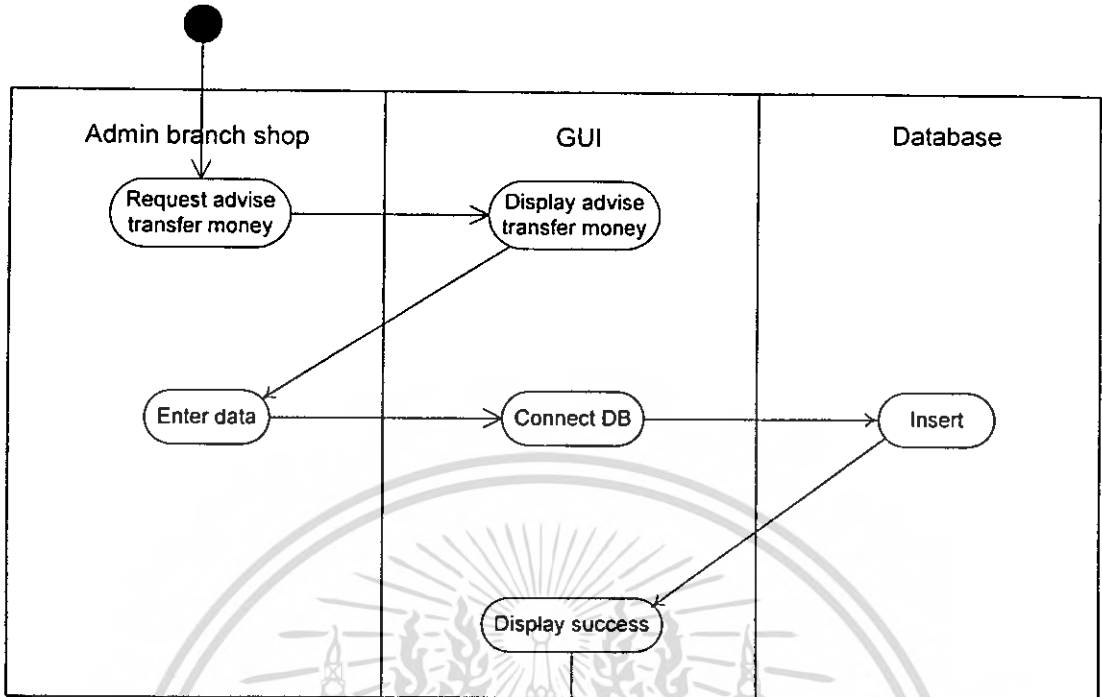 Admin branch shop
GUI
Database
Request advise
transfer money
Display advise
transfer money
Enter data
Connect DB
Insert
Display success